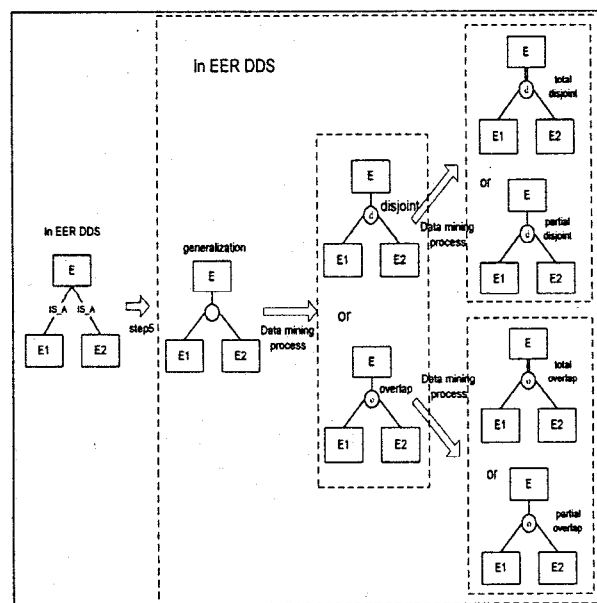 In EER DDS
E
IS_A IS_A
E1 E2
step5
In EER DDS
generalization
E
E1 E2
Data mining
process
E
d disjoint
E1 E2
or
E
o overlap
E1 E2
Data mining
process
E
d total
disjoint
E1 E2
or
E
d partial
disjoint
E1 E2
Data mining
process
E
o total
overlap
E1 E2
or
E
o partial
overlap
E1 E2